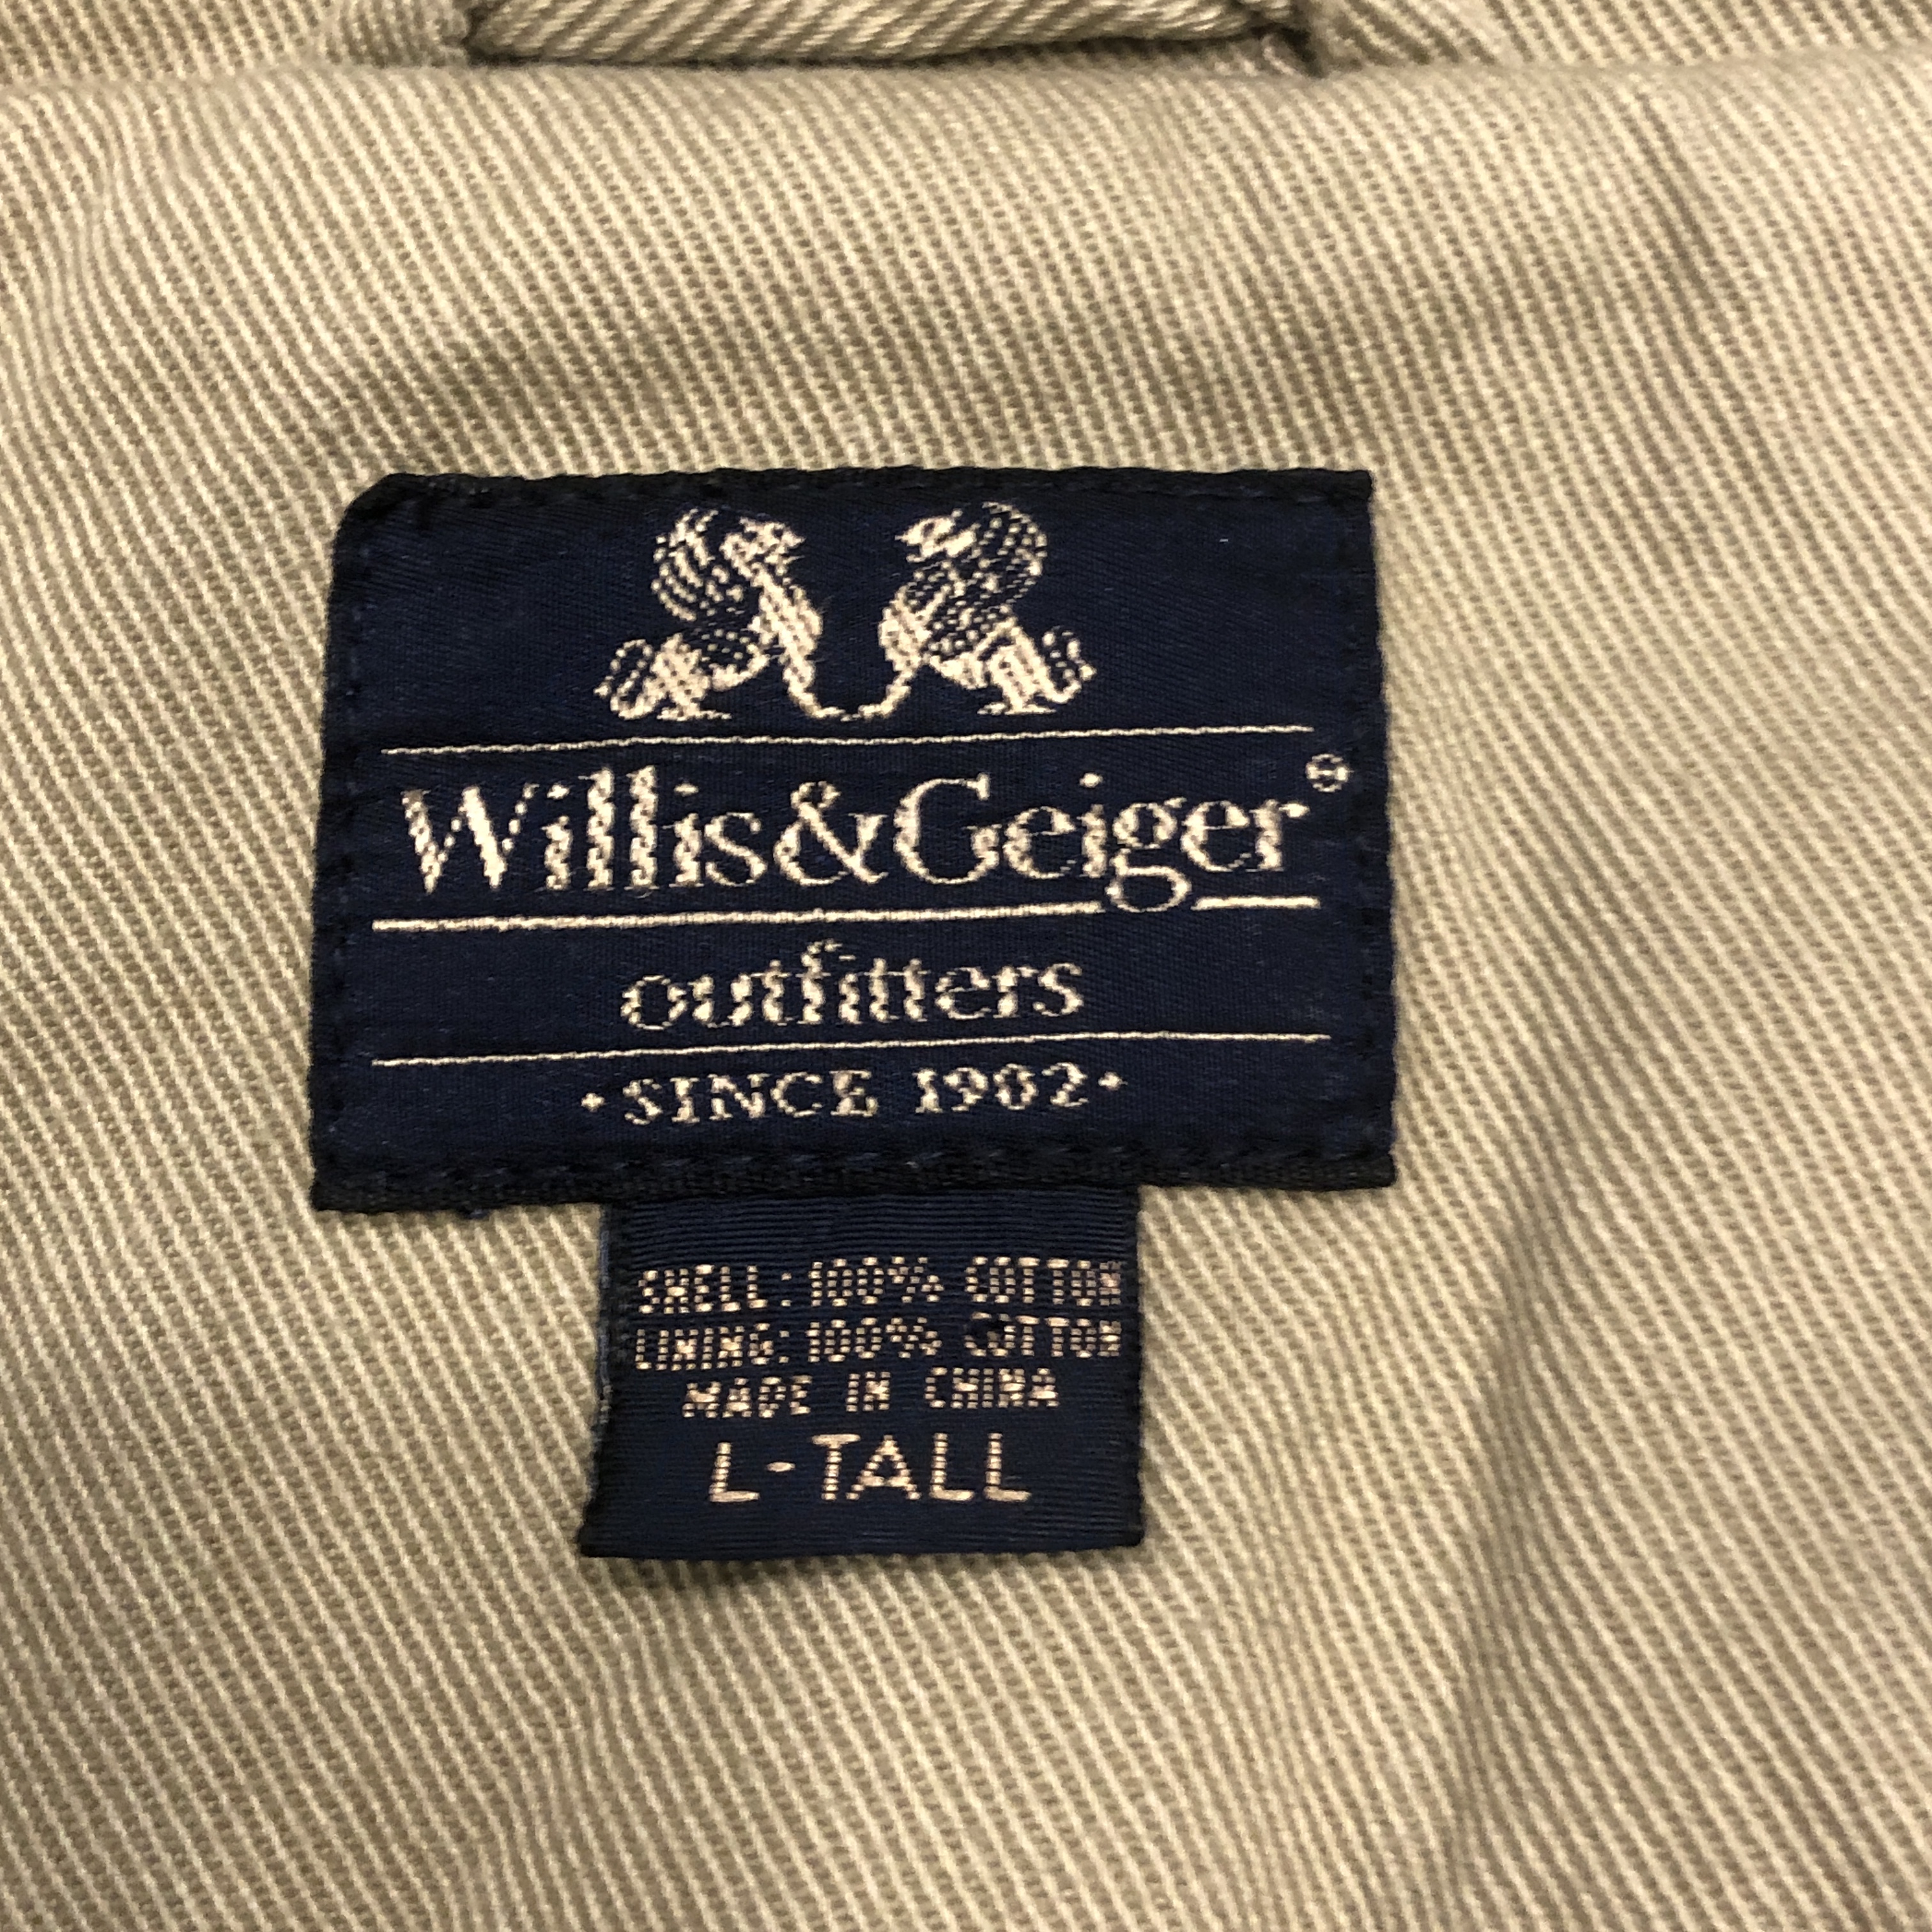 Willis&Geiger®
outfitters
•SINCE 1902•
SHELL: 100% COTTON
LINING: 100% COTTON
MADE IN CHINA
L-TALL